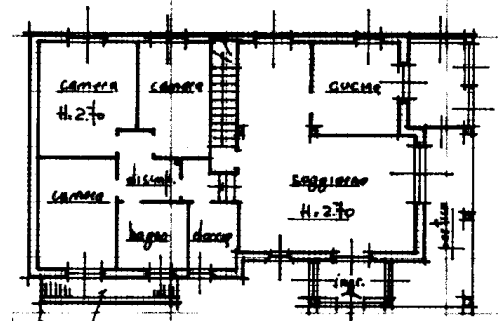 camera
H. 2.70
camera
cucina
camera
disimp.
soggiorno
H. 2.70
bagno
doccia
ingr.